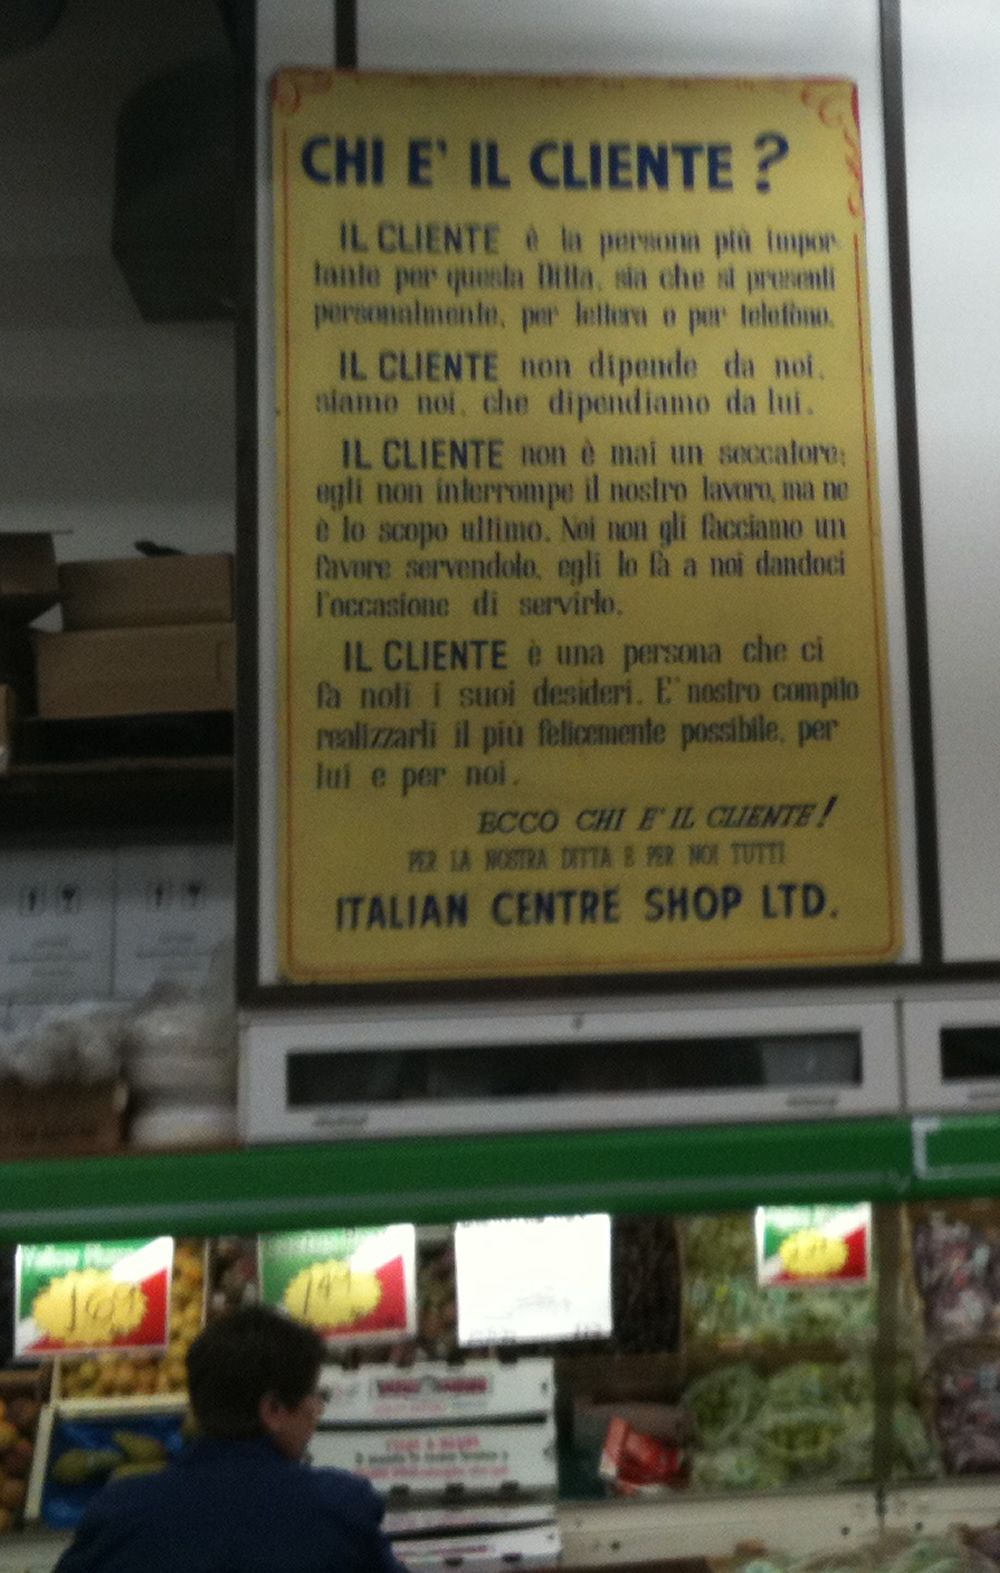 CHI E' IL CLIENTE ?
IL CLIENTE è la persona più impor-
tante per questa Ditta, sia che si presenti
personalmente, per lettera o per telefono.
IL CLIENTE non dipende da noi,
siamo noi, che dipendiamo da lui.
IL CLIENTE non è mai un seccatore;
egli non interrompe il nostro lavoro, ma ne
è lo scopo ultimo. Noi non gli facciamo un
favore servendolo, egli lo fà a noi dandoci
l'occasione di servirlo.
IL CLIENTE è una persona che ci
fà noti i suoi desideri. E' nostro compito
realizzarli il più felicemente possibile, per
lui e per noi.
ECCO CHI E' IL CLIENTE!
PER LA NOSTRA DITTA E PER NOI TUTTI
ITALIAN CENTRE SHOP LTD.
1.69
1.49